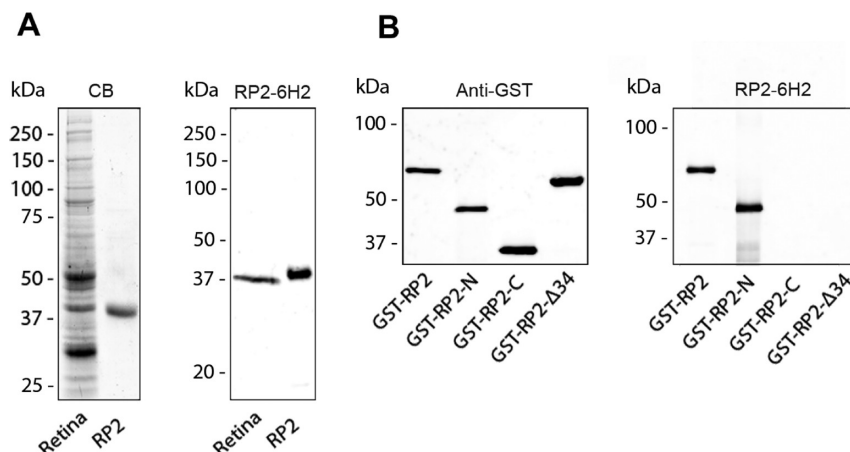 A
B
kDa
CB
250 -
150 -
100 -
75 -
50 -
37 -
25 -
Retina
RP2
kDa
RP2-6H2
250 -
150 -
100 -
50 -
37 -
20 -
Retina
RP2
kDa
Anti-GST
100 -
50 -
37 -
GST-RP2
GST-RP2-N
GST-RP2-C
GST-RP2-Δ34
kDa
RP2-6H2
100 -
50 -
37 -
GST-RP2
GST-RP2-N
GST-RP2-C
GST-RP2-Δ34